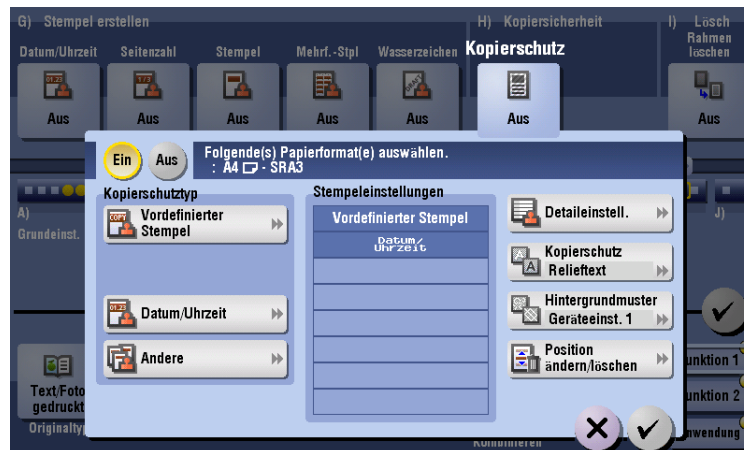 G) Stempel erstellen
H) Kopiersicherheit
I) Lösch
Datum/Uhrzeit
Seitenzahl
Stempel
Mehrf.-Stpl
Wasserzeichen
Kopierschutz
Rahmen
löschen
Aus
Aus
Aus
Aus
Aus
Aus
Aus
Ein
Aus
Folgende(s) Papierformat(e) auswählen.
: A4 - SRA3
A)
Grundeinst.
J)
Kopierschutztyp
COPY
Vordefinierter
Stempel
Datum/Uhrzeit
Andere
Stempeleinstellungen
Vordefinierter Stempel
Datum/
Uhrzeit
Detaileinstell.
Kopierschutz
Relieftext
Hintergrundmuster
Geräteeinst. 1
Position
ändern/löschen
Text/Foto
gedruckt
Originalty
unktion 1
unktion 2
nwendung
Kombinieren